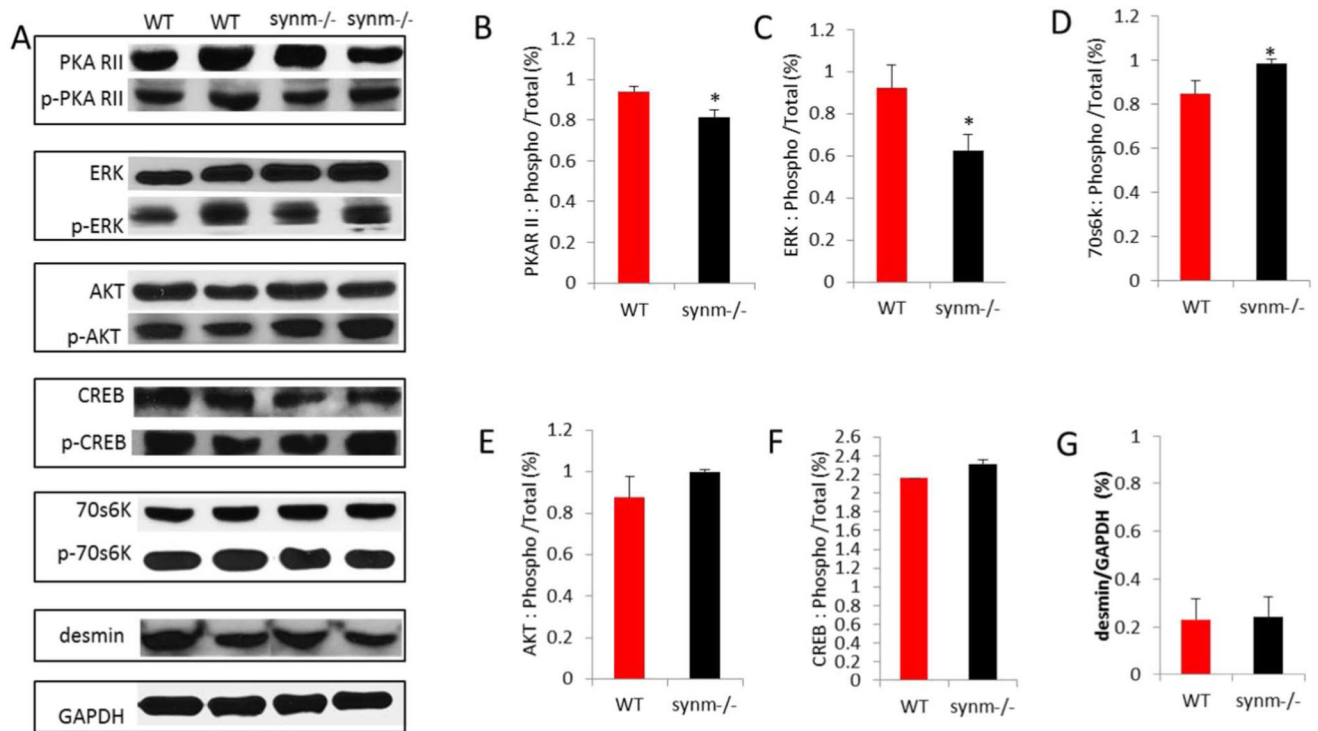 A
WT WT synm-/- synm-/-
PKA RII
p-PKA RII
ERK
p-ERK
AKT
p-AKT
CREB
p-CREB
70s6K
p-70s6K
desmin
GAPDH
B
PKAR II : Phospho /Total (%)
1.2
1
0.8
0.6
0.4
0.2
0
*
WT synm-/-
C
ERK : Phospho /Total (%)
1.2
1
0.8
0.6
0.4
0.2
0
*
WT synm-/-
D
70s6k: Phospho /Total (%)
1.2
1
0.8
0.6
0.4
0.2
0
*
WT svnm-/-
E
AKT : Phospho /Total (%)
1.2
1
0.8
0.6
0.4
0.2
0
WT synm-/-
F
CREB : Phospho /Total (%)
2.6
2.4
2.2
2
1.8
1.6
1.4
1.2
1
0.8
0.6
0.4
0.2
0
WT synm-/-
G
desmin/GAPDH (%)
1
0.8
0.6
0.4
0.2
0
WT synm-/-